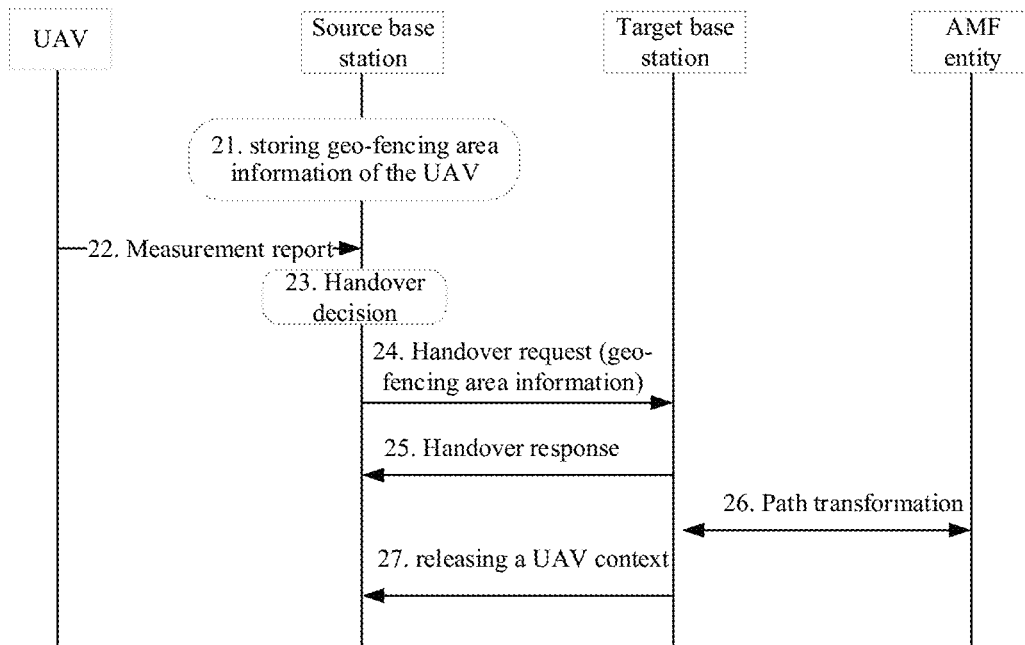 UAV
Source base
station
Target base
station
AMF
entity
21. storing geo-fencing area
information of the UAV
22. Measurement report
23. Handover
decision
24. Handover request (geo-
fencing area information)
25. Handover response
26. Path transformation
27. releasing a UAV context